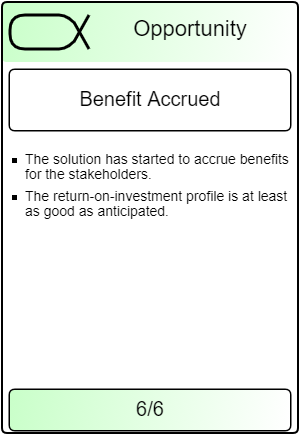 Opportunity
Benefit Accrued
▪ The solution has started to accrue benefits
for the stakeholders.
▪ The return-on-investment profile is at least
as good as anticipated.
6/6